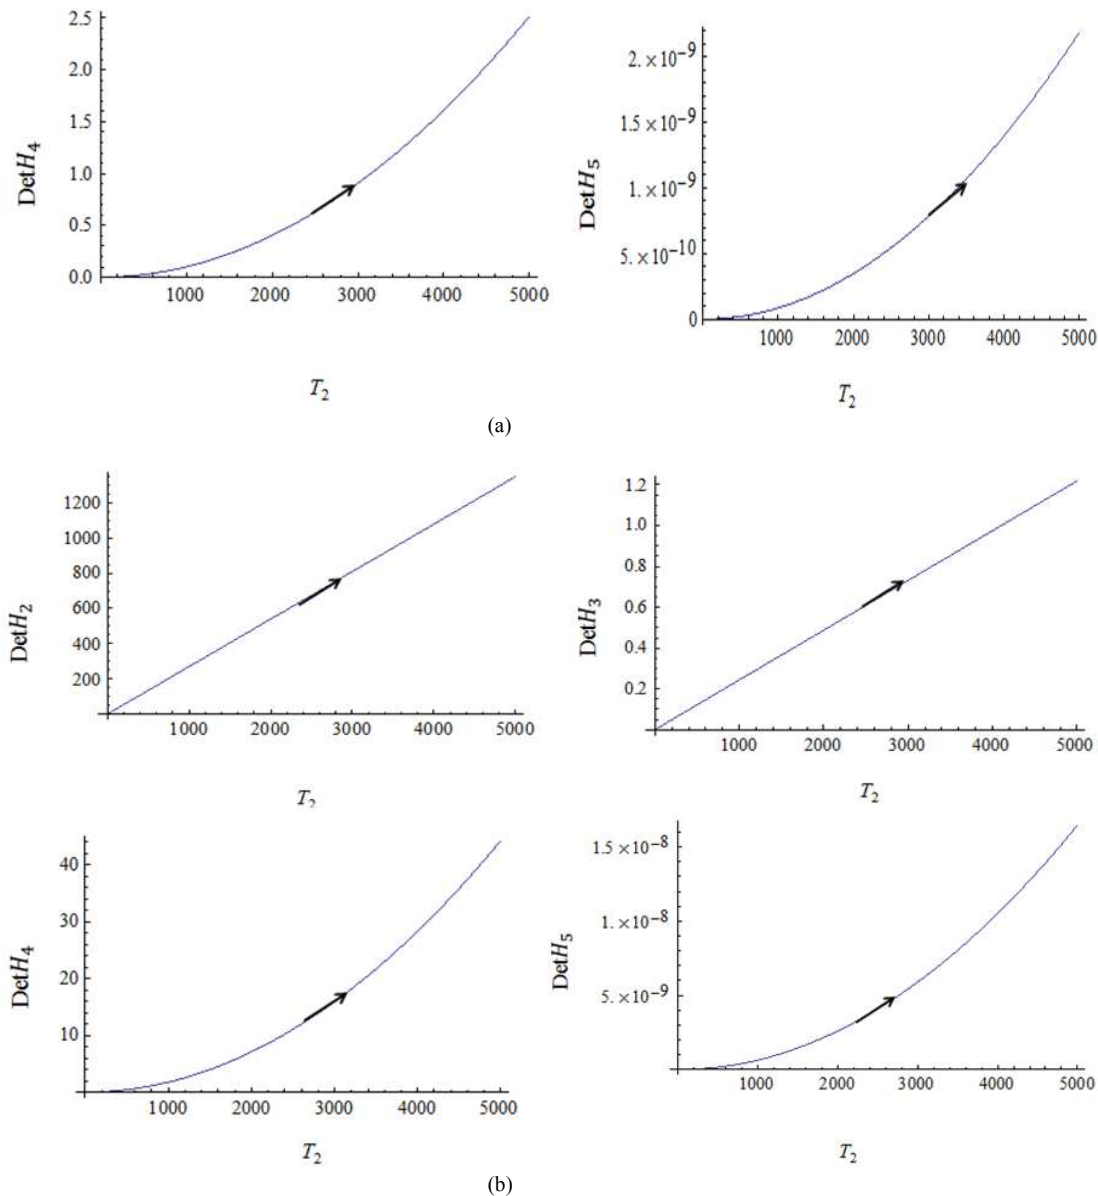 2.5
2.0
1.5
1.0
0.5
0.0
DetH₄
1000 2000 3000 4000 5000
T₂
2.×10⁻⁹
1.5×10⁻⁹
1.×10⁻⁹
5.×10⁻¹⁰
0
DetH₅
1000 2000 3000 4000 5000
T₂
(a)
1200
1000
800
600
400
200
DetH₂
1000 2000 3000 4000 5000
T₂
1.2
1.0
0.8
0.6
0.4
0.2
DetH₃
1000 2000 3000 4000 5000
T₂
40
30
20
10
DetH₄
1000 2000 3000 4000 5000
T₂
1.5×10⁻⁸
1.×10⁻⁸
5.×10⁻⁹
0
DetH₅
1000 2000 3000 4000 5000
T₂
(b)